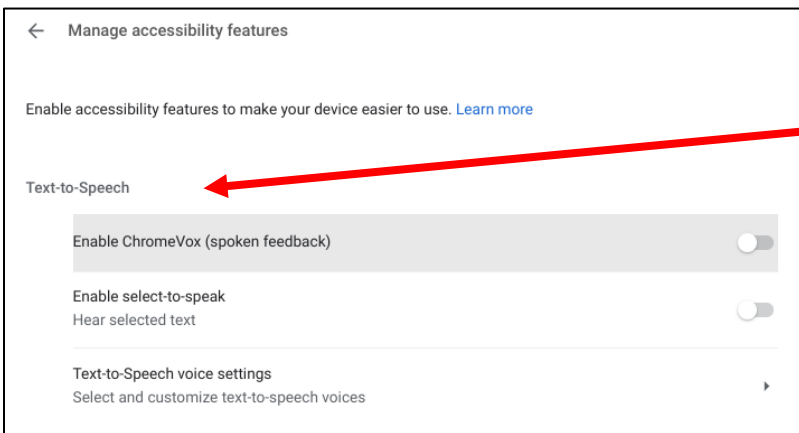 Manage accessibility features
Enable accessibility features to make your device easier to use. Learn more
Text-to-Speech
Enable ChromeVox (spoken feedback)
Enable select-to-speak
Hear selected text
Text-to-Speech voice settings
Select and customize text-to-speech voices